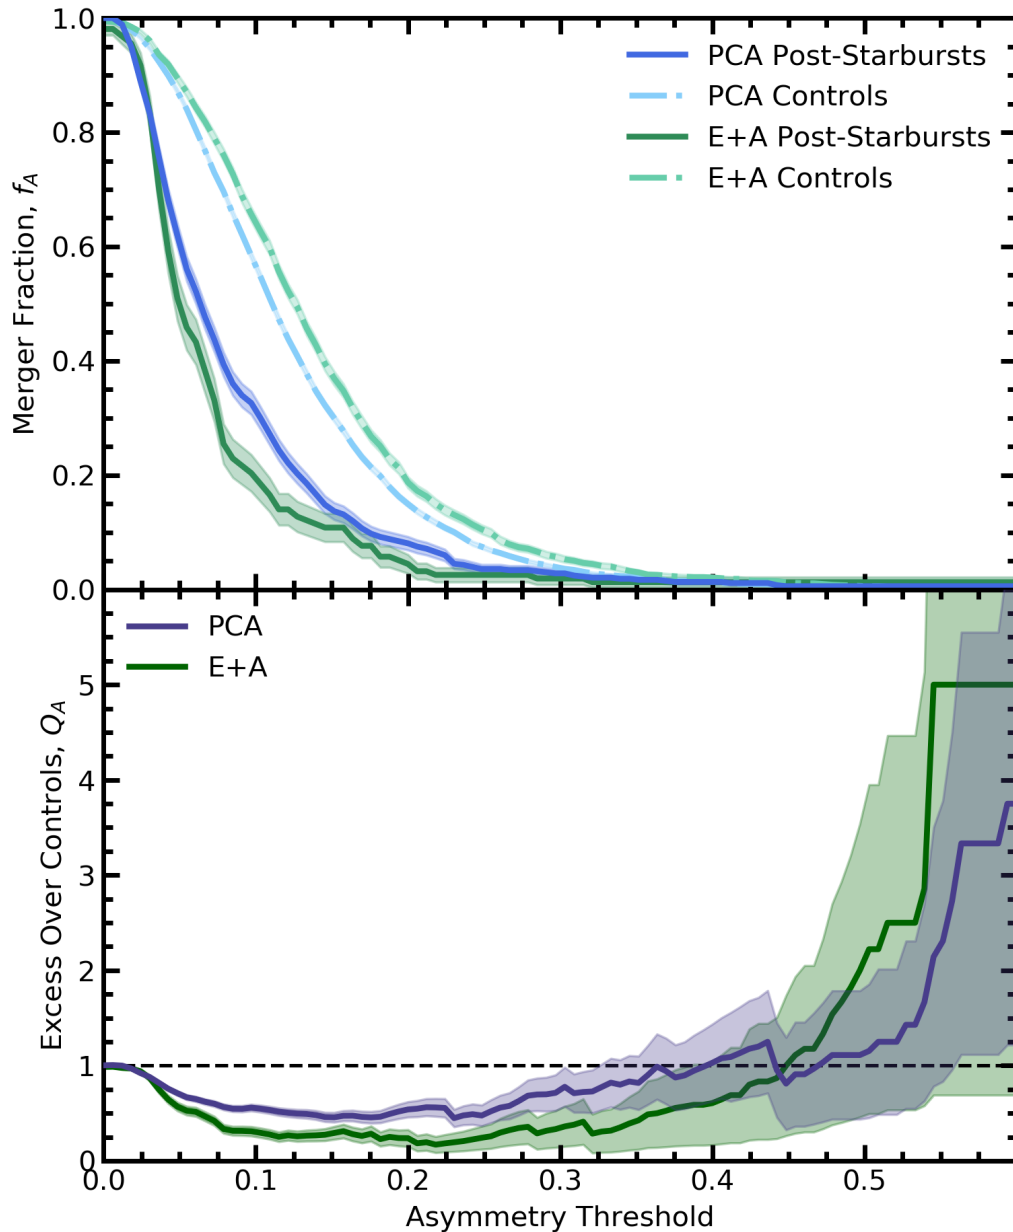 1.0
0.8
0.6
0.4
0.2
0.0
Merger Fraction, f_A
PCA Post-Starbursts
PCA Controls
E+A Post-Starbursts
E+A Controls
PCA
E+A
5
4
3
2
1
0
Excess Over Controls, Q_A
0.0 0.1 0.2 0.3 0.4 0.5
Asymmetry Threshold